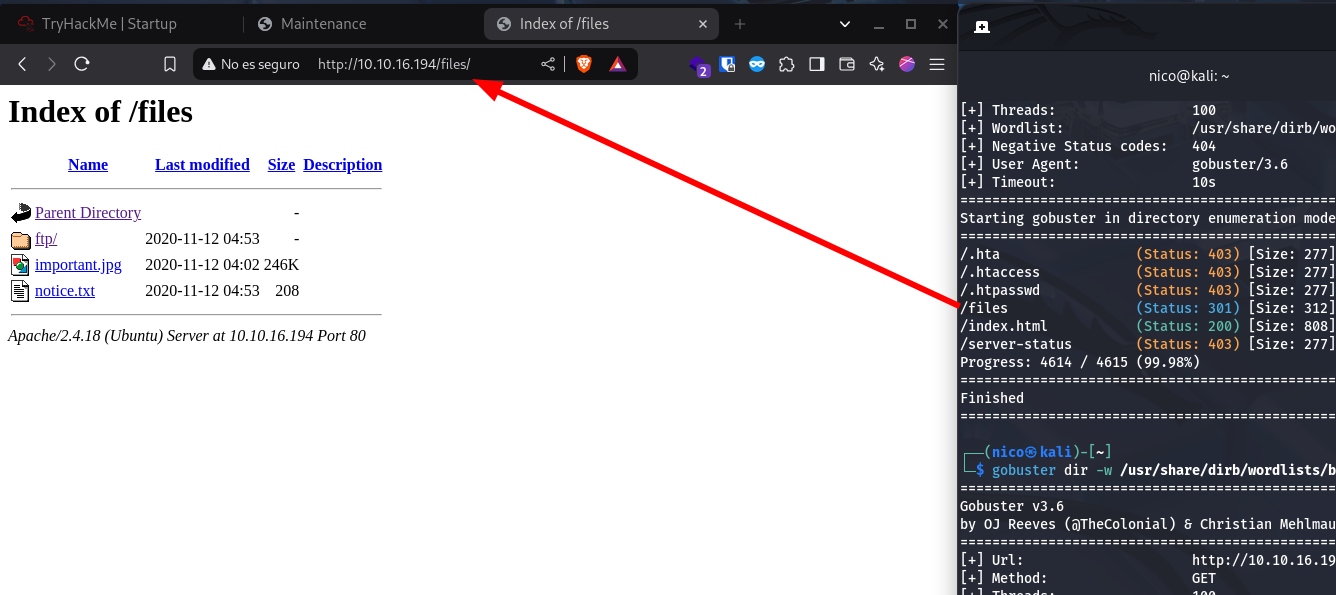 TryHackMe | Startup
Maintenance
Index of /files
No es seguro http://10.10.16.194/files/
2
Index of /files
Name Last modified Size Description
Parent Directory -
ftp/ 2020-11-12 04:53 -
important.jpg 2020-11-12 04:02 246K
notice.txt 2020-11-12 04:53 208
Apache/2.4.18 (Ubuntu) Server at 10.10.16.194 Port 80
nico@kali: ~
[+] Threads: 100
[+] Wordlist: /usr/share/dirb/wo
[+] Negative Status codes: 404
[+] User Agent: gobuster/3.6
[+] Timeout: 10s
===============================================
Starting gobuster in directory enumeration mode
===============================================
/.hta (Status: 403) [Size: 277]
/.htaccess (Status: 403) [Size: 277]
/.htpasswd (Status: 403) [Size: 277]
/files (Status: 301) [Size: 312]
/index.html (Status: 200) [Size: 808]
/server-status (Status: 403) [Size: 277]
Progress: 4614 / 4615 (99.98%)
===============================================
Finished
===============================================
┌──(nico㉿kali)-[~]
└─$ gobuster dir -w /usr/share/dirb/wordlists/b
===============================================
Gobuster v3.6
by OJ Reeves (@TheColonial) & Christian Mehlmau
===============================================
[+] Url: http://10.10.16.19
[+] Method: GET
[+] Threads: 100